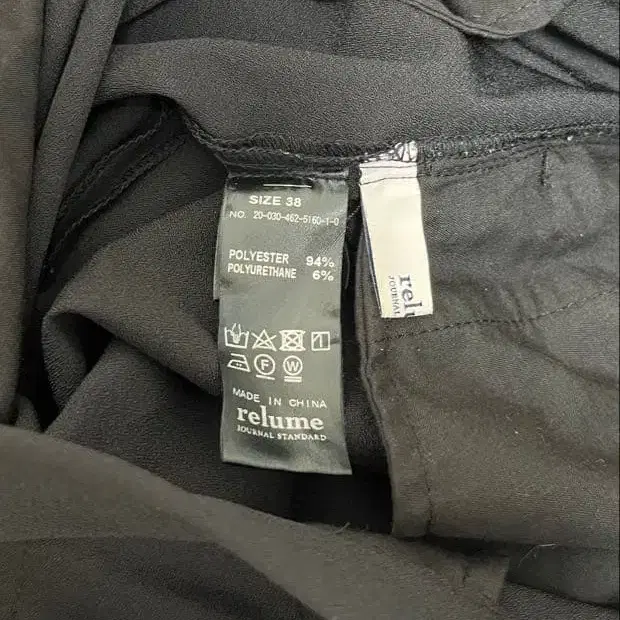 SIZE 38
NO. 20-030-462-5160-1-0
POLYESTER 94%
POLYURETHANE 6%
F W
MADE IN CHINA
relume
JOURNAL STANDARD
relu
JOURNAL